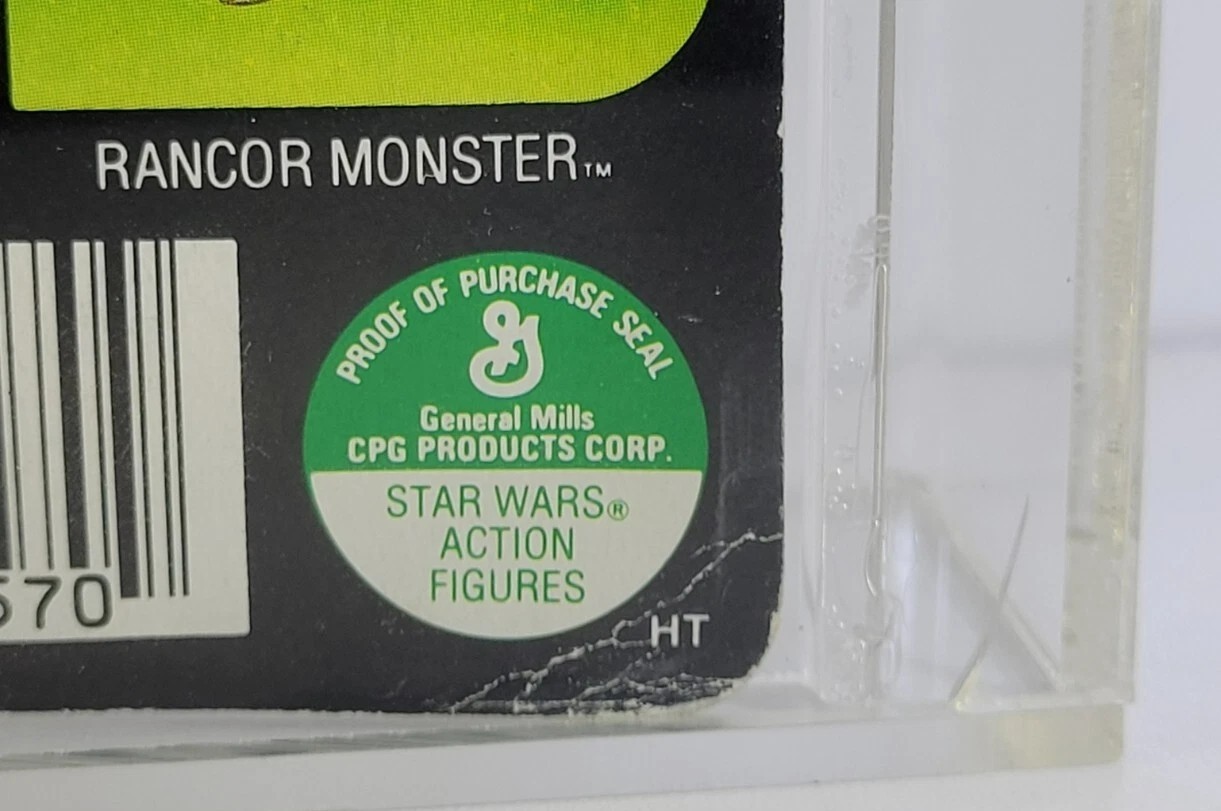 RANCOR MONSTER™
PROOF OF PURCHASE SEAL
General Mills
CPG PRODUCTS CORP.
STAR WARS®
ACTION
FIGURES
570
HT